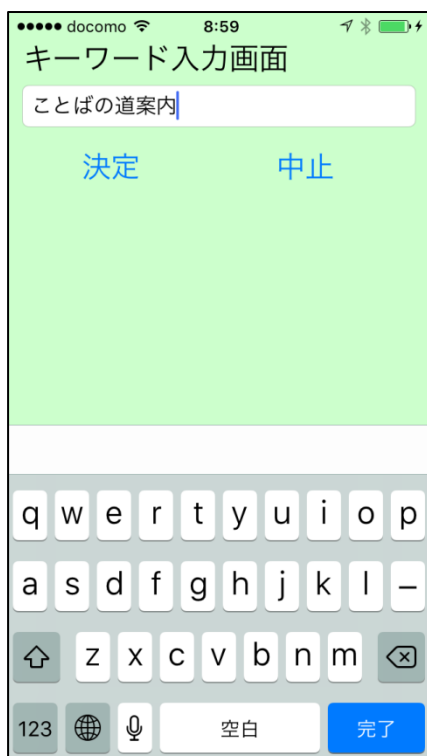 docomo 8:59
キーワード入力画面
ことばの道案内
決定 中止
q w e r t y u i o p
a s d f g h j k l ー
z x c v b n m
123 空白 完了